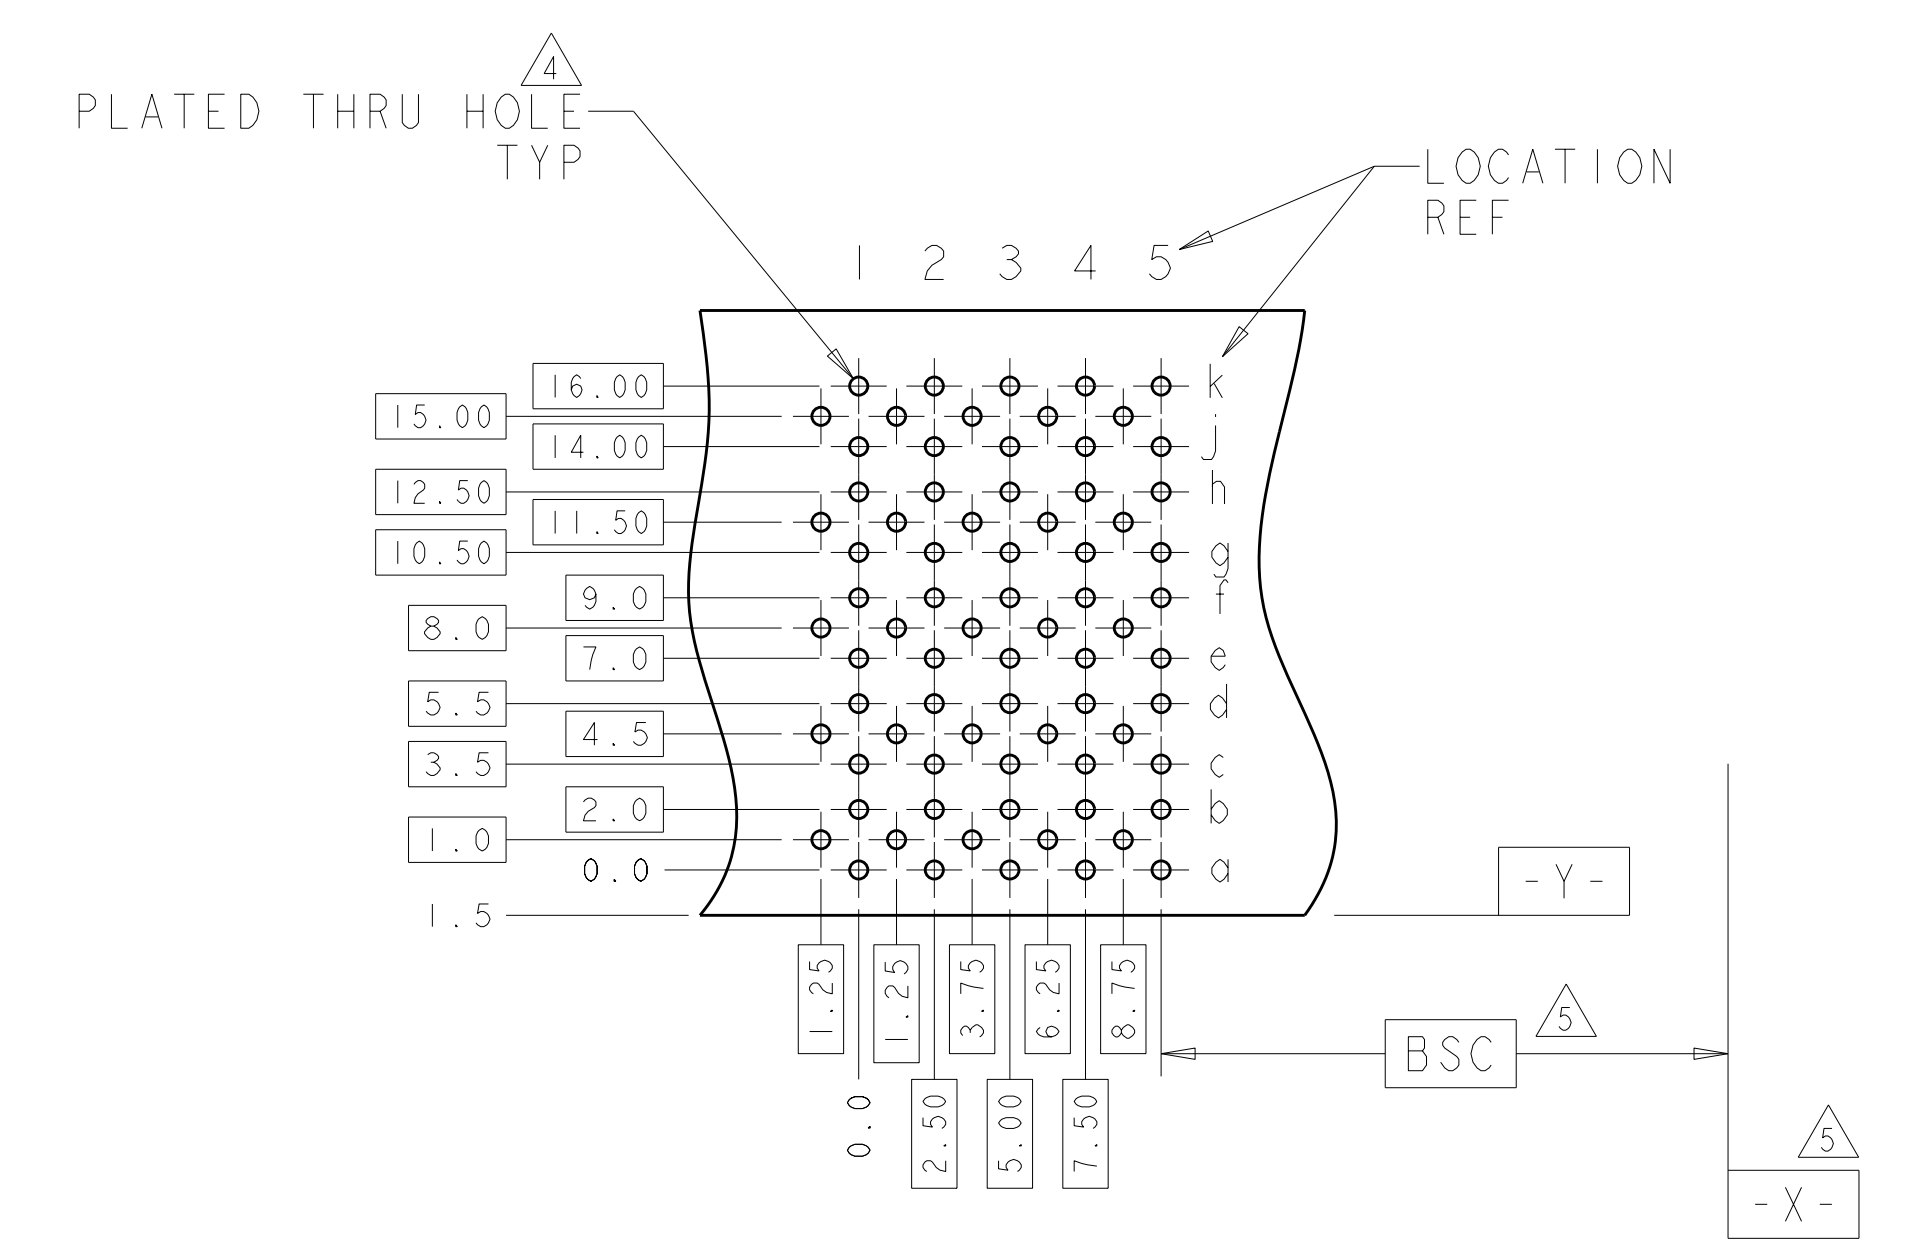 4
PLATED THRU HOLE
TYP
LOCATION
REF
1 2 3 4 5
16.00 k
15.00
14.00 j
12.50 h
11.50
10.50 g
9.0 f
8.0
7.0 e
5.5 d
4.5
3.5 c
2.0 b
1.0
0.0 a
-Y-
1.5
1.25
1.25
3.75
6.25
8.75
BSC
5
0.0
2.50
5.00
7.50
5
-X-